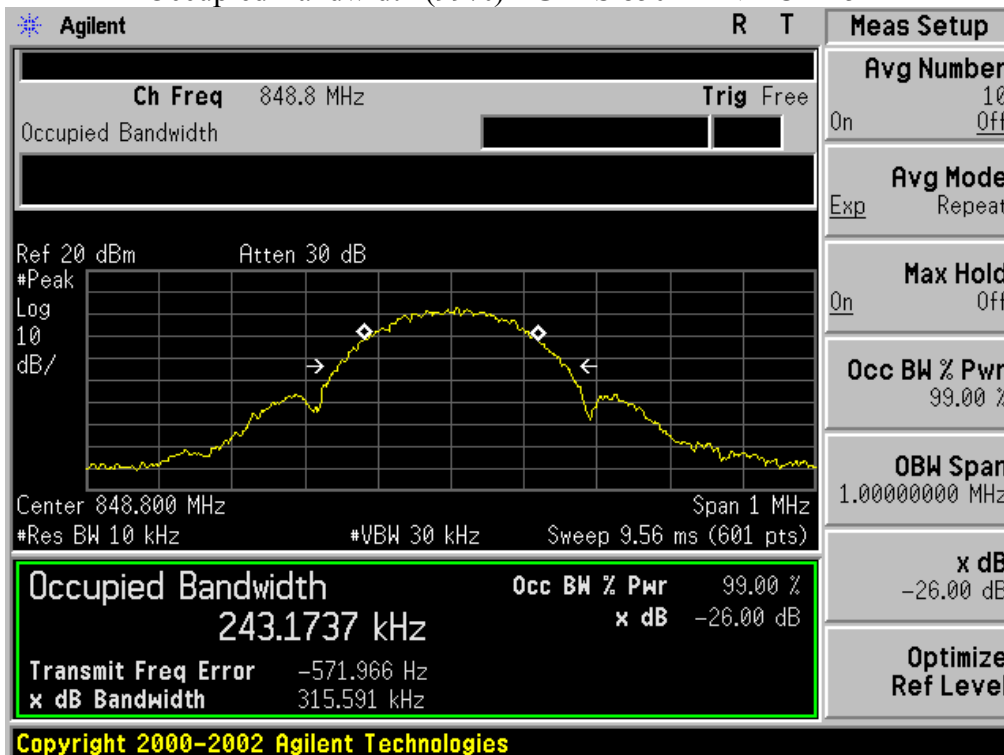 Agilent R T Meas Setup
Ch Freq 848.8 MHz Trig Free
Occupied Bandwidth
Avg Number
10
On Off
Avg Mode
Exp Repeat
Max Hold
On Off
Occ BW % Pwr
99.00 %
OBW Span
1.00000000 MHz
x dB
-26.00 dB
Optimize
Ref Level
Ref 20 dBm Atten 30 dB
#Peak
Log
10
dB/
Center 848.800 MHz Span 1 MHz
#Res BW 10 kHz #VBW 30 kHz Sweep 9.56 ms (601 pts)
Occupied Bandwidth Occ BW % Pwr 99.00 %
243.1737 kHz x dB -26.00 dB
Transmit Freq Error -571.966 Hz
x dB Bandwidth 315.591 kHz
Copyright 2000-2002 Agilent Technologies